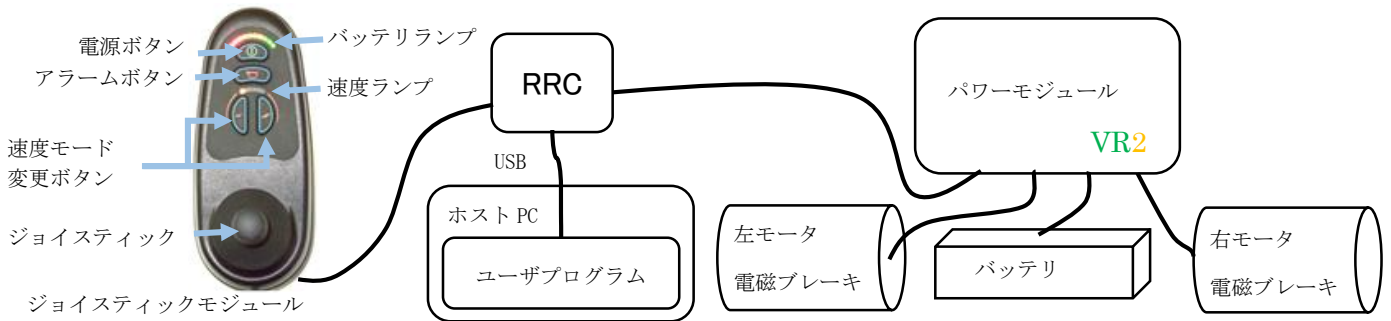 電源ボタン
アラームボタン
速度モード
変更ボタン
ジョイスティック
ジョイスティックモジュール
バッテリランプ
速度ランプ
RRC
USB
ホスト PC
ユーザプログラム
パワーモジュール
VR2
左モータ
電磁ブレーキ
バッテリ
右モータ
電磁ブレーキ